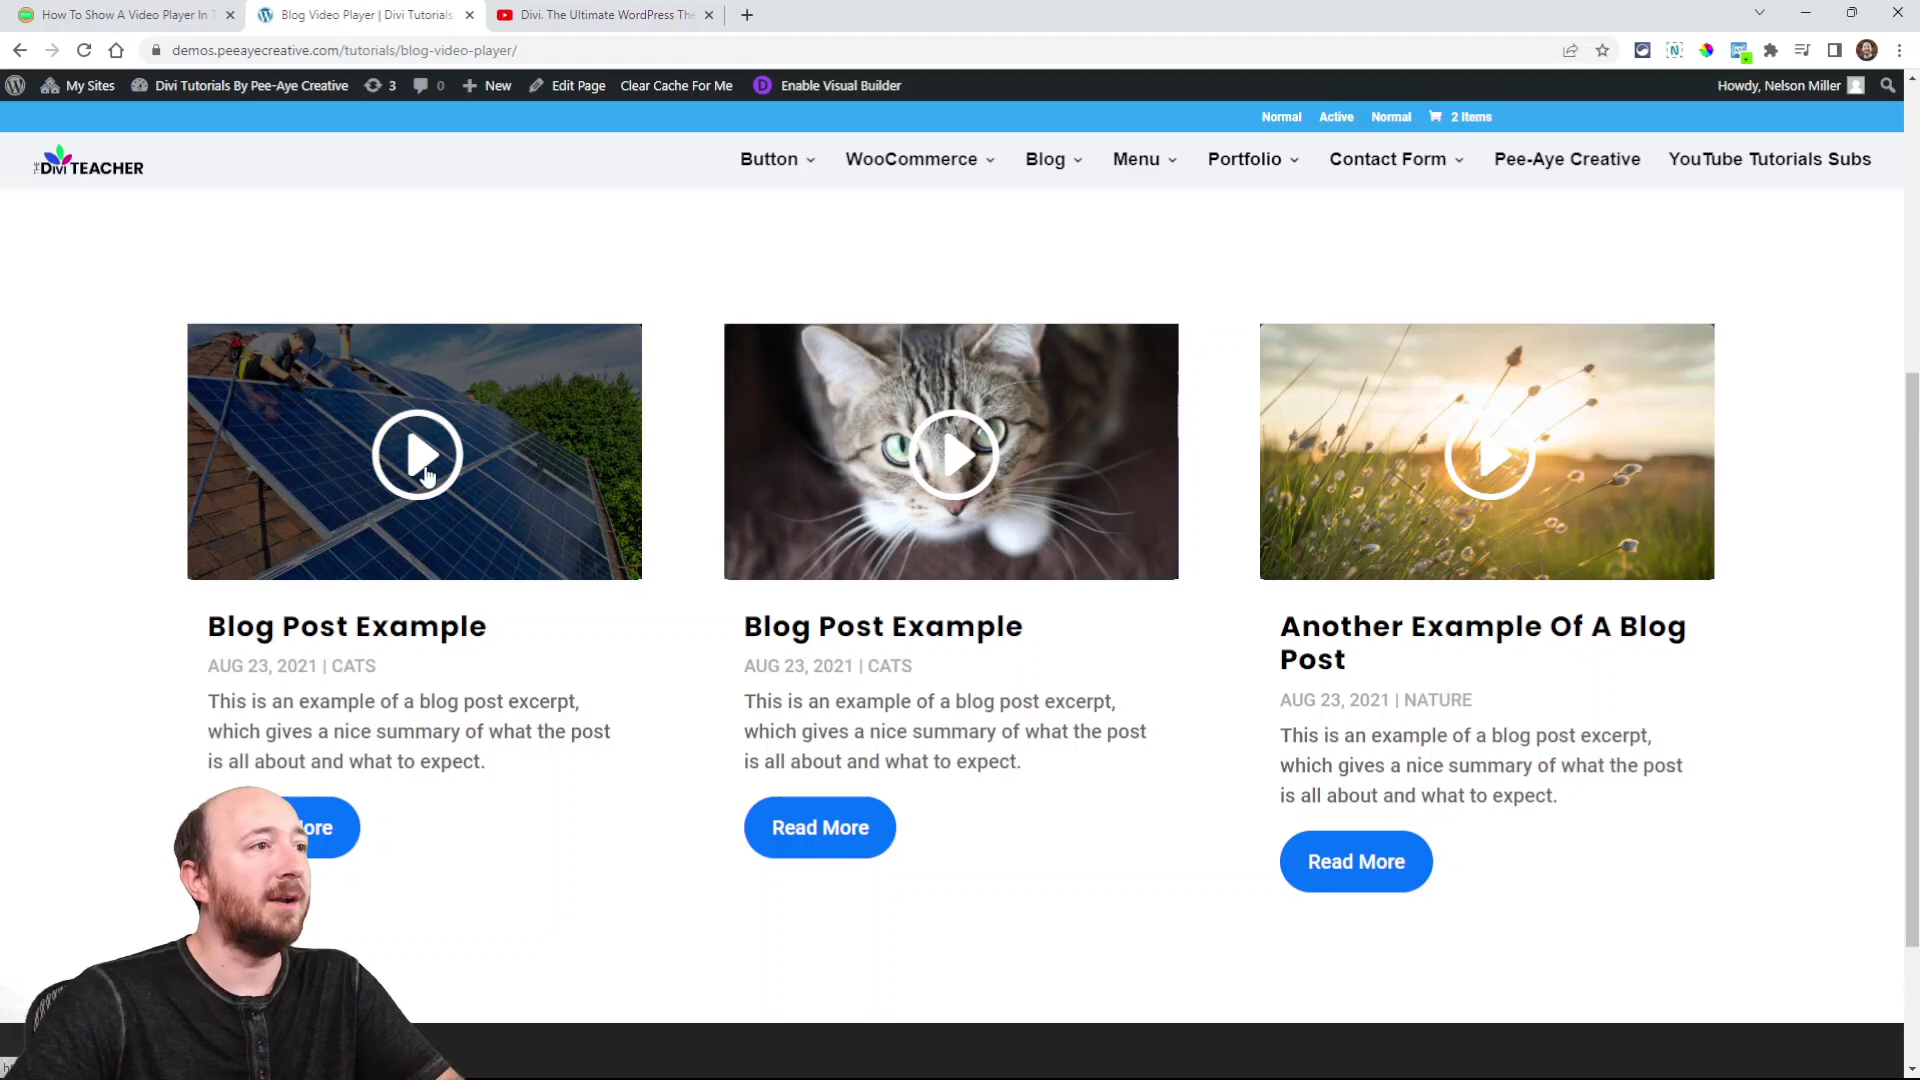 How To Show A Video Player In T
Blog Video Player | Divi Tutorials
Divi. The Ultimate WordPress The
demos.peeayecreative.com/tutorials/blog-video-player/
My Sites
Divi Tutorials By Pee-Aye Creative
3
0
New
Edit Page
Clear Cache For Me
D
Enable Visual Builder
Howdy, Nelson Miller
Normal
Active
Normal
2 Items
THE DIVI TEACHER
Button
WooCommerce
Blog
Menu
Portfolio
Contact Form
Pee-Aye Creative
YouTube Tutorials Subs
Blog Post Example
AUG 23, 2021 | CATS
This is an example of a blog post excerpt,
which gives a nice summary of what the post
is all about and what to expect.
ore
Blog Post Example
AUG 23, 2021 | CATS
This is an example of a blog post excerpt,
which gives a nice summary of what the post
is all about and what to expect.
Read More
Another Example Of A Blog
Post
AUG 23, 2021 | NATURE
This is an example of a blog post excerpt,
which gives a nice summary of what the post
is all about and what to expect.
Read More